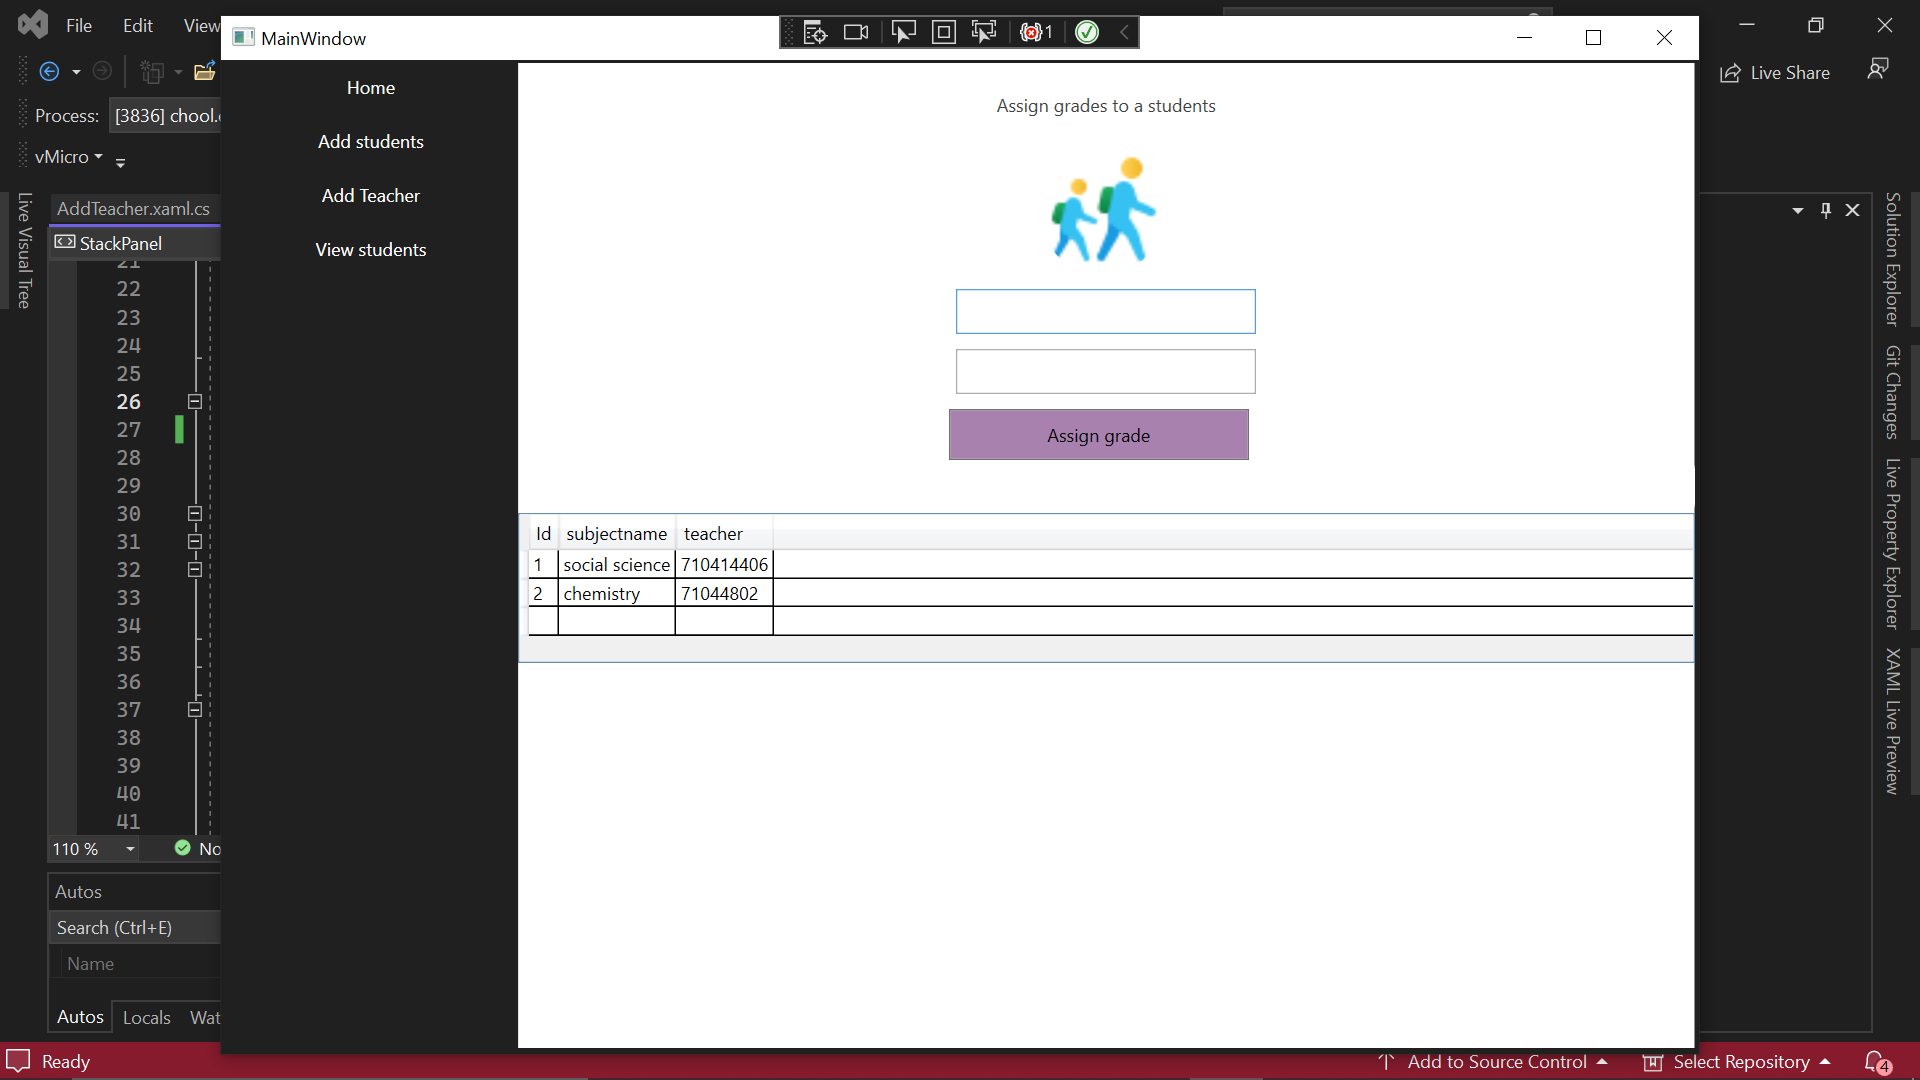 File Edit View
MainWindow
1
Live Share
Process: [3836] chool.
vMicro
Home
Add students
Add Teacher
View students
Assign grades to a students
Assign grade
Id subjectname teacher
1 social science 710414406
2 chemistry 71044802
Live Visual Tree
AddTeacher.xaml.cs
StackPanel
21
22
23
24
25
26
27
28
29
30
31
32
33
34
35
36
37
38
39
40
41
110 %
No
Autos
Search (Ctrl+E)
Name
Autos Locals Wat
Solution Explorer
Git Changes
Live Property Explorer
XAML Live Preview
Ready
Add to Source Control
Select Repository
4